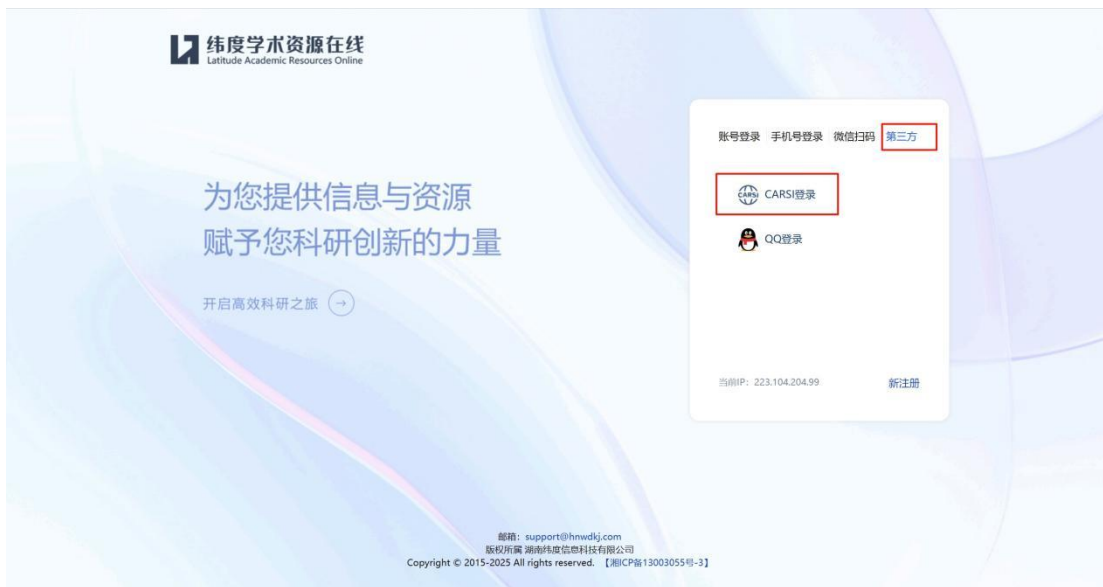 纬度学术资源在线
Latitude Academic Resources Online
账号登录 手机号登录 微信扫码 第三方
CARSI CARSI登录
QQ登录
为您提供信息与资源
赋予您科研创新的力量
开启高效科研之旅
当前IP: 223.104.204.99 新注册
邮箱: support@hnwdkj.com
版权所属 湖南纬度信息科技有限公司
Copyright © 2015-2025 All rights reserved. 【湘ICP备13003055号-3】